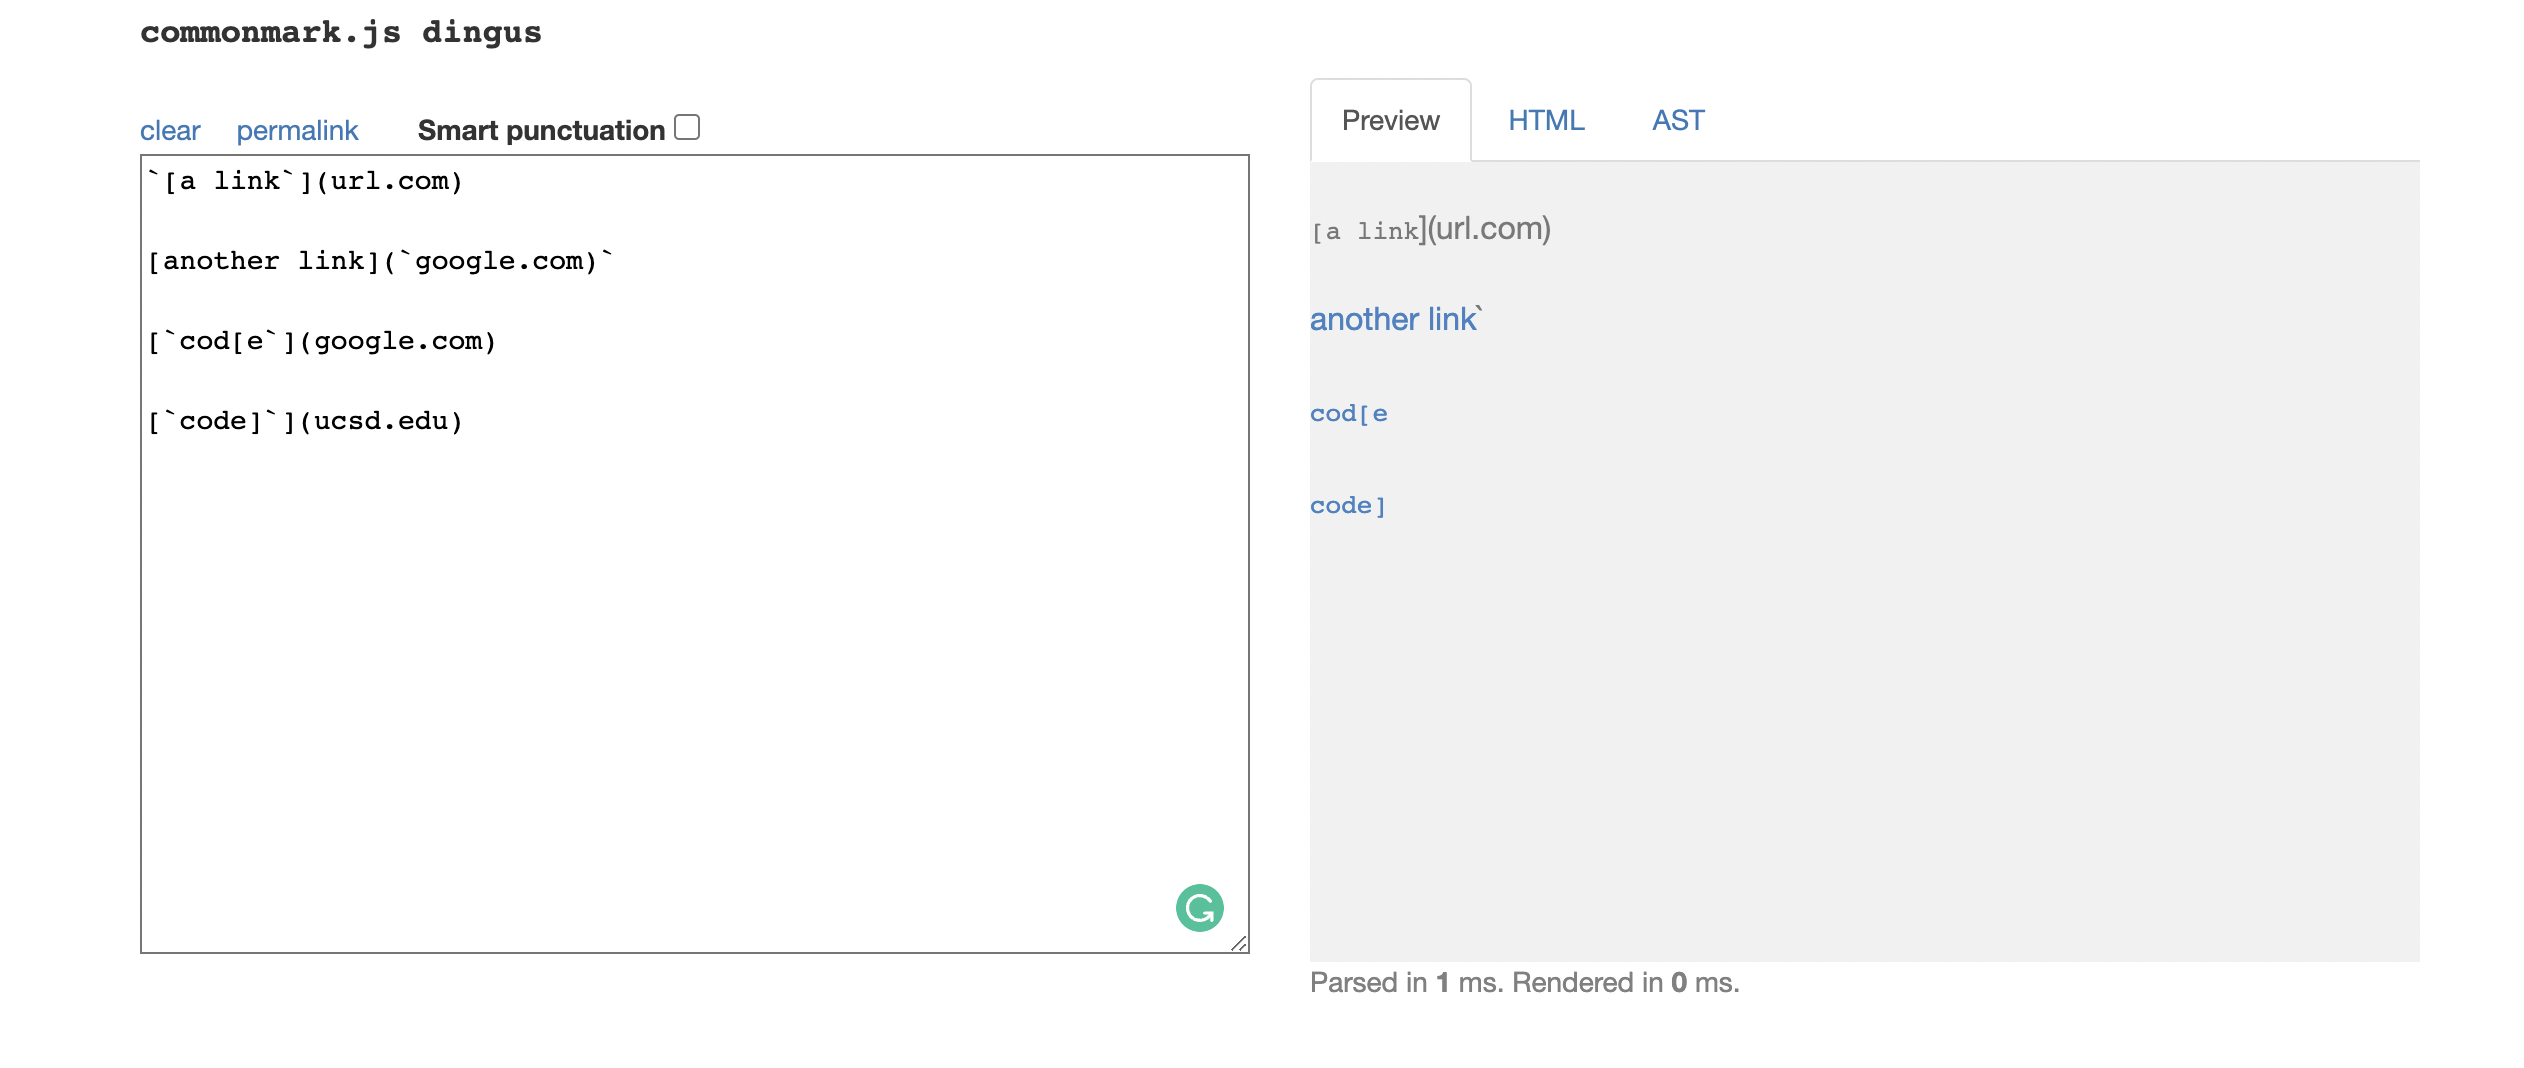 commonmark.js dingus
clear permalink Smart punctuation
`[a link`](url.com)
[another link](`google.com)`
[`cod[e`](google.com)
[`code]`](ucsd.edu)
Preview HTML AST
[a link](url.com)
another link`
cod[e
code]
Parsed in 1 ms. Rendered in 0 ms.